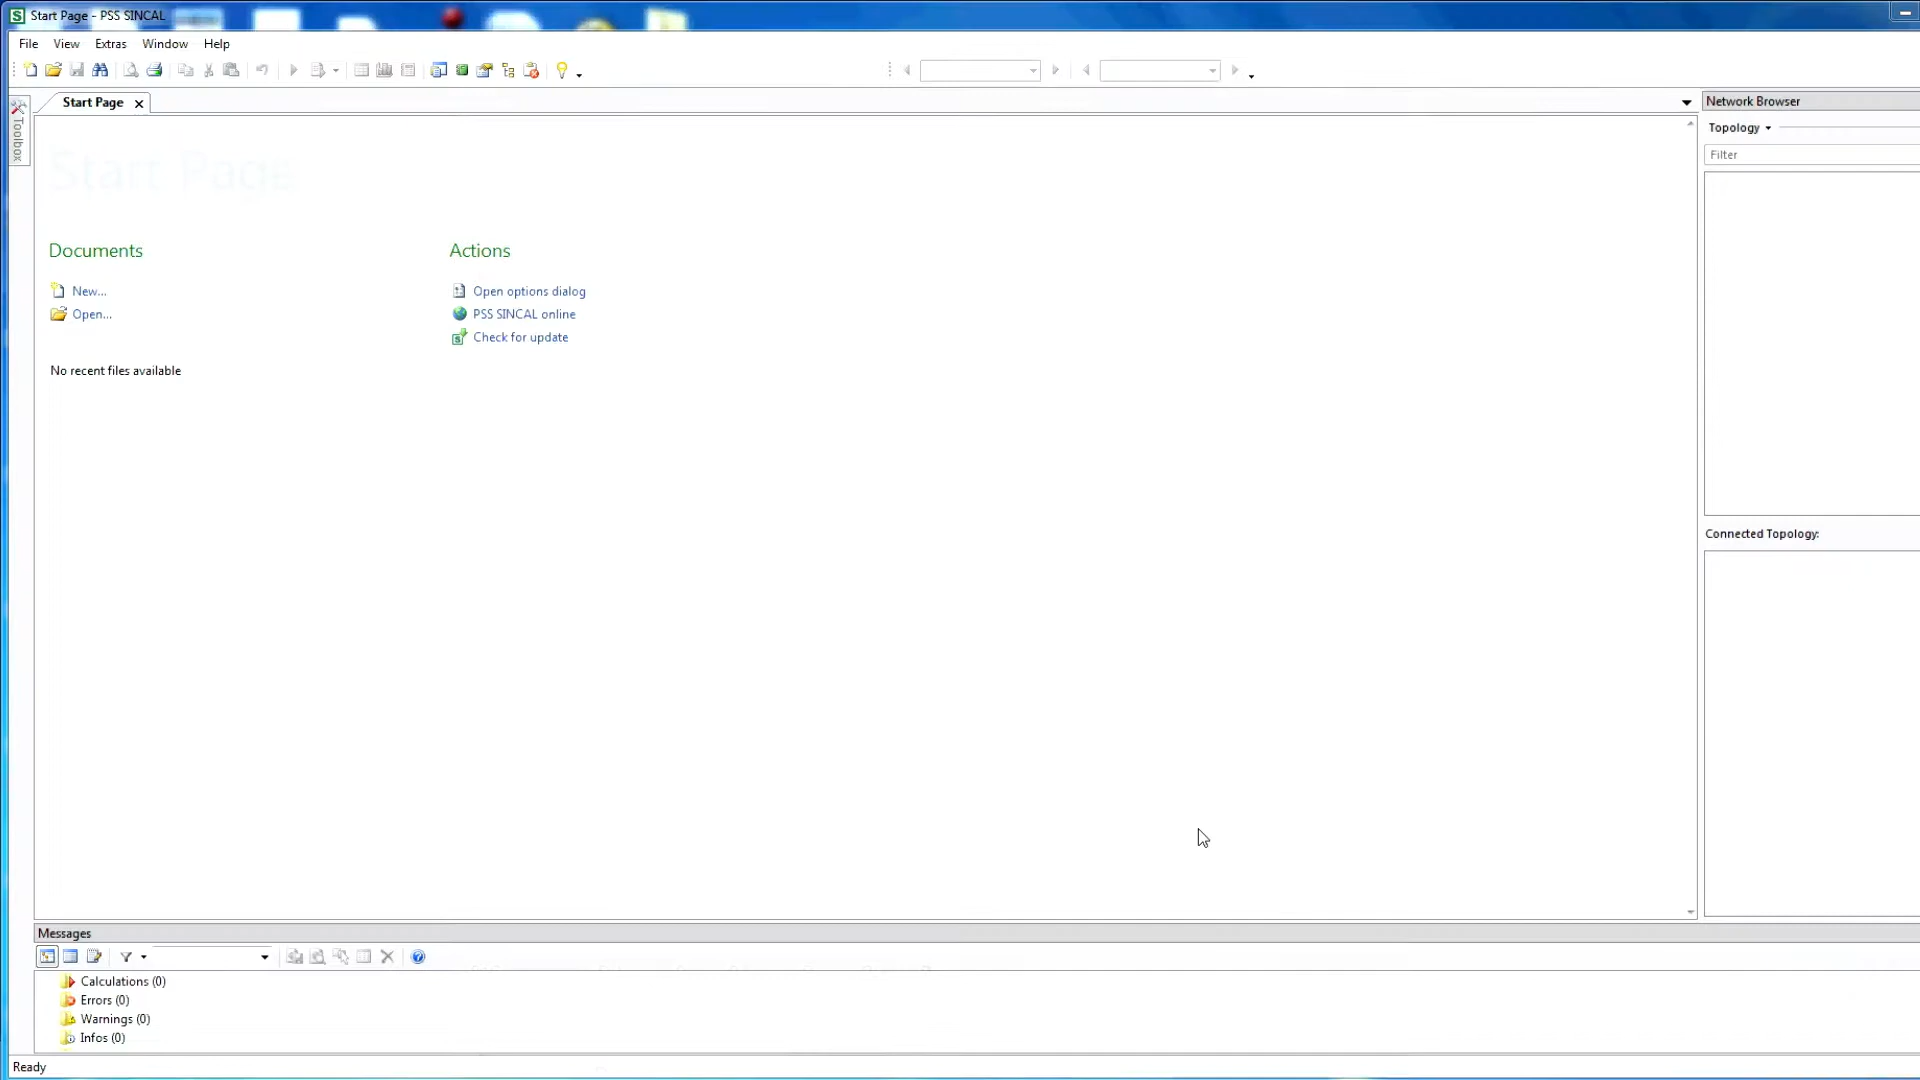 Start Page - PSS SINCAL
File View Extras Window Help
Start Page
Network Browser
Toolbox
Topology
Filter
Start Page
Documents
Actions
New...
Open options dialog
Open...
PSS SINCAL online
Check for update
No recent files available
Connected Topology:
Messages
Calculations (0)
Errors (0)
Warnings (0)
Infos (0)
Ready